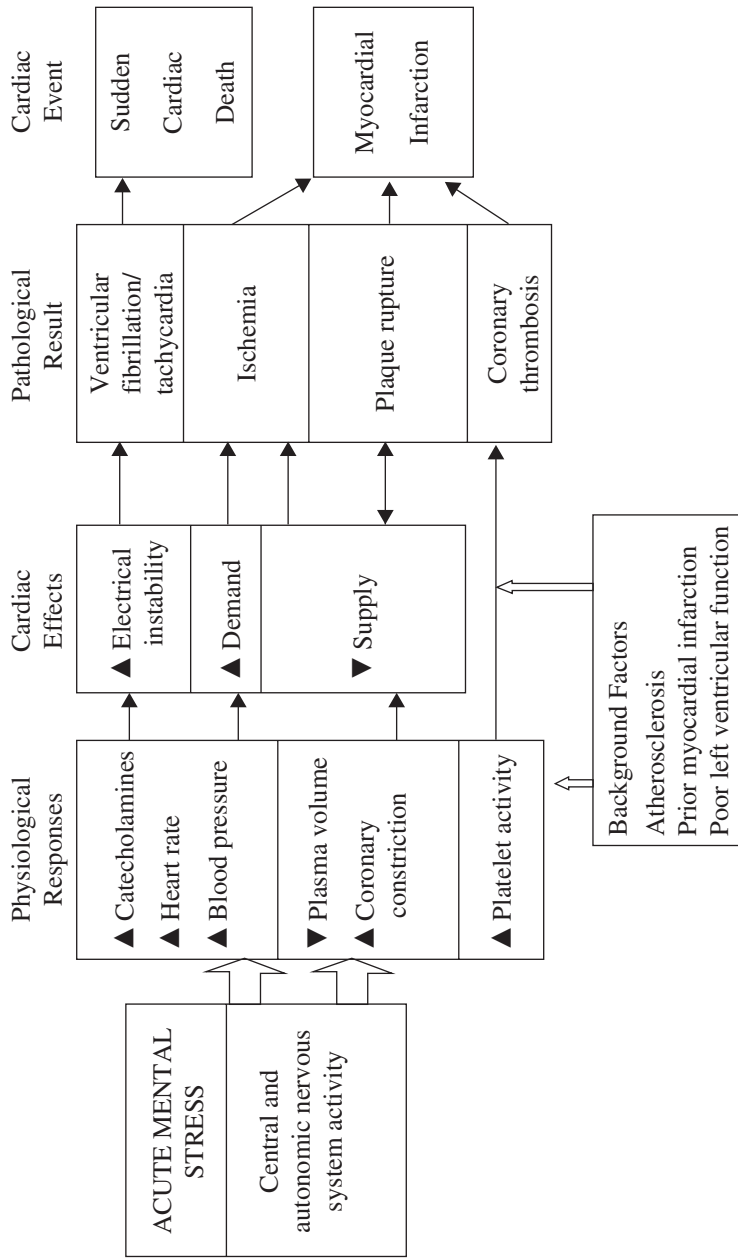 Physiological
Responses
Cardiac
Effects
Pathological
Result
Cardiac
Event
ACUTE MENTAL
STRESS
Central and
autonomic nervous
system activity
▲ Catecholamines
▲ Heart rate
▲ Blood pressure
▼ Plasma volume
▲ Coronary
constriction
▲ Platelet activity
▲ Electrical
instability
▲ Demand
▼ Supply
Ventricular
fibrillation/
tachycardia
Ischemia
Plaque rupture
Coronary
thrombosis
Sudden
Cardiac
Death
Myocardial
Infarction
Background Factors
Atherosclerosis
Prior myocardial infarction
Poor left ventricular function